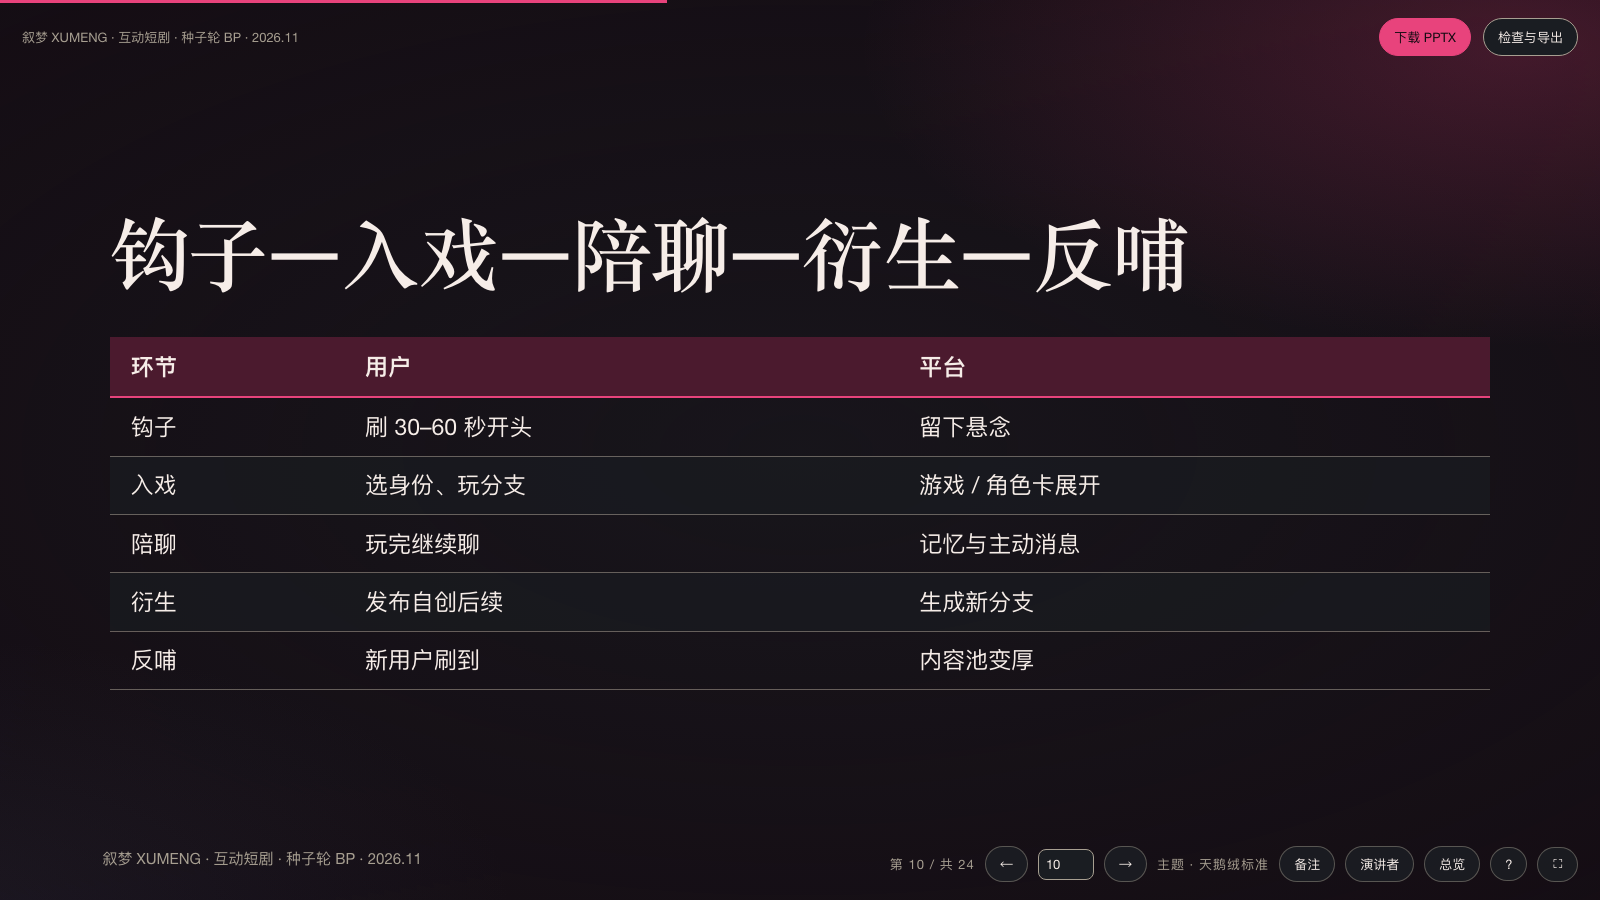 叙梦 XUMENG · 互动短剧 · 种子轮 BP · 2026.11
下载 PPTX
检查与导出
钩子—入戏—陪聊—衍生—反哺
环节 用户 平台
钩子 刷 30–60 秒开头 留下悬念
入戏 选身份、玩分支 游戏 / 角色卡展开
陪聊 玩完继续聊 记忆与主动消息
衍生 发布自创后续 生成新分支
反哺 新用户刷到 内容池变厚
叙梦 XUMENG · 互动短剧 · 种子轮 BP · 2026.11
第 10 / 共 24 ← 10 → 主题 · 天鹅绒标准 备注 演讲者 总览 ?